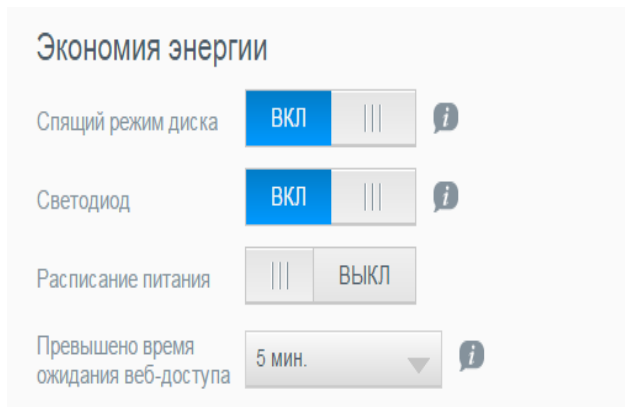 Экономия энергии
Спящий режим диска ВКЛ
Светодиод ВКЛ
Расписание питания ВЫКЛ
Превышено время
ожидания веб-доступа 5 мин.